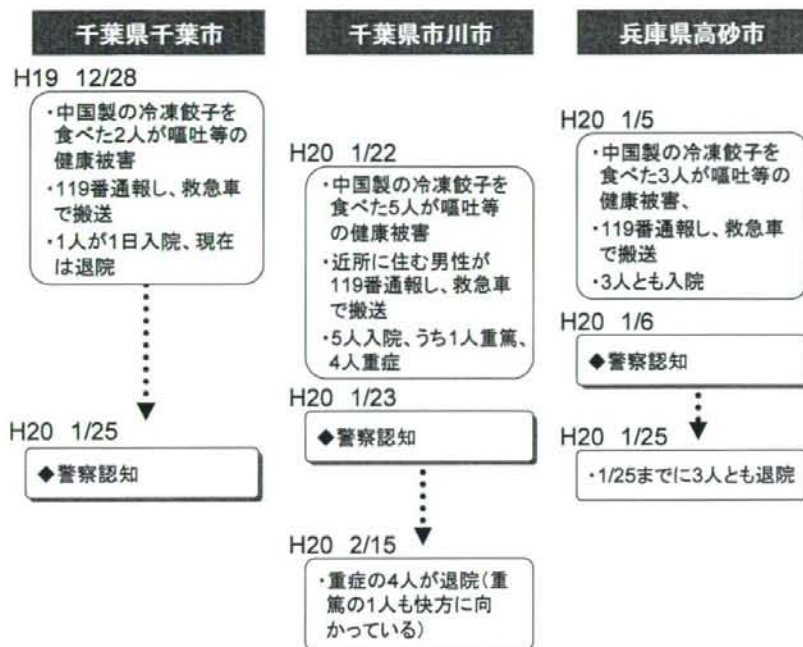 千葉県千葉市
H19 12/28
・中国製の冷凍餃子を
食べた2人が嘔吐等の
健康被害
・119番通報し、救急車
で搬送
・1人が1日入院、現在
は退院
H20 1/25
◆警察認知
千葉県市川市
H20 1/22
・中国製の冷凍餃子を
食べた5人が嘔吐等
の健康被害
・近所に住む男性が
119番通報し、救急車
で搬送
・5人入院、うち1人重篤、
4人重症
H20 1/23
◆警察認知
H20 2/15
・重症の4人が退院(重
篤の1人も快方に向
かっている)
兵庫県高砂市
H20 1/5
・中国製の冷凍餃子を
食べた3人が嘔吐等の
健康被害、
・119番通報し、救急車
で搬送
・3人とも入院
H20 1/6
◆警察認知
H20 1/25
・1/25までに3人とも退院